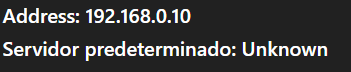 Address: 192.168.0.10
Servidor predeterminado: Unknown